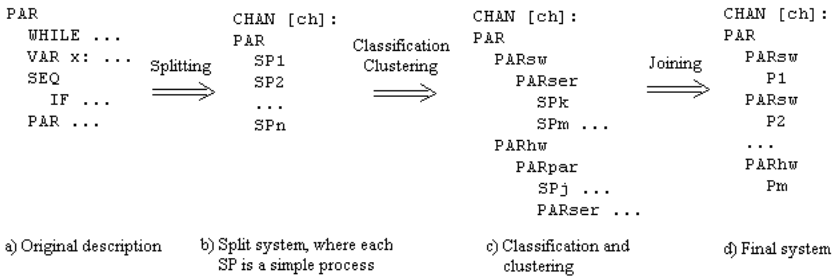 PAR
WHILE ...
VAR x: ...
SEQ
IF ...
PAR ...
Splitting
CHAN [ch]:
PAR
SP1
SP2
...
SPn
Classification
Clustering
CHAN [ch]:
PAR
PARsw
PARser
SPk
SPm ...
PARhw
PARpar
SPj ...
PARser ...
Joining
CHAN [ch]:
PAR
PARsw
P1
PARsw
P2
...
PARhw
Pm
a) Original description
b) Split system, where each
SP is a simple process
c) Classification and
clustering
d) Final system